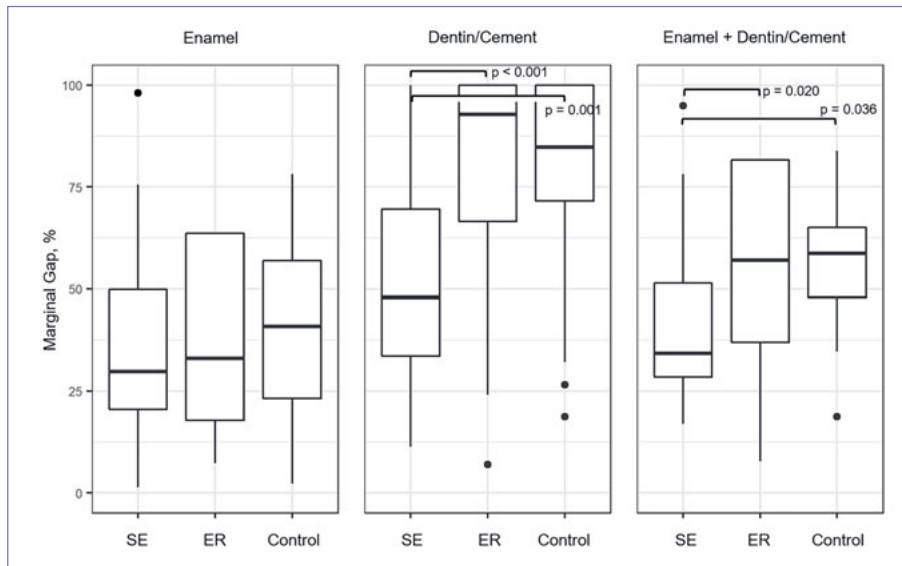 Enamel
Dentin/Cement
Enamel + Dentin/Cement
Marginal Gap, %
100
75
50
25
0
p < 0.001
p = 0.001
p = 0.020
p = 0.036
SE
ER
Control
SE
ER
Control
SE
ER
Control